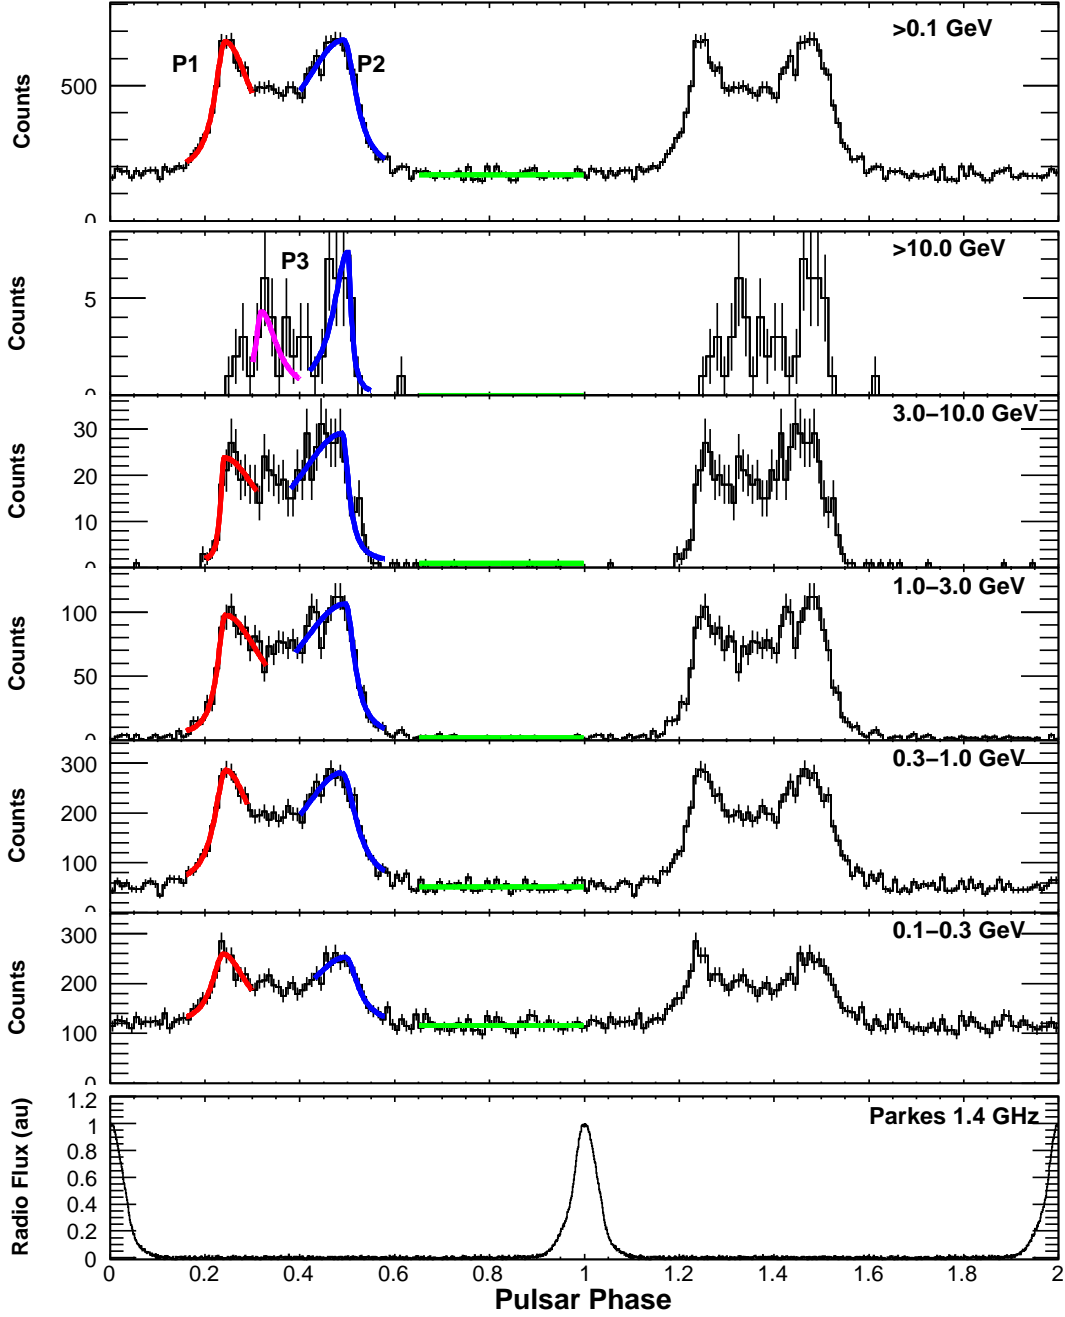 >0.1 GeV
P1
P2
Counts
500
0
>10.0 GeV
P3
Counts
5
0
3.0–10.0 GeV
Counts
30
20
10
0
1.0–3.0 GeV
Counts
100
50
0
0.3–1.0 GeV
Counts
300
200
100
0
0.1–0.3 GeV
Counts
300
200
100
0
Parkes 1.4 GHz
Radio Flux (au)
1.2
1
0.8
0.6
0.4
0.2
0
0 0.2 0.4 0.6 0.8 1 1.2 1.4 1.6 1.8 2
Pulsar Phase